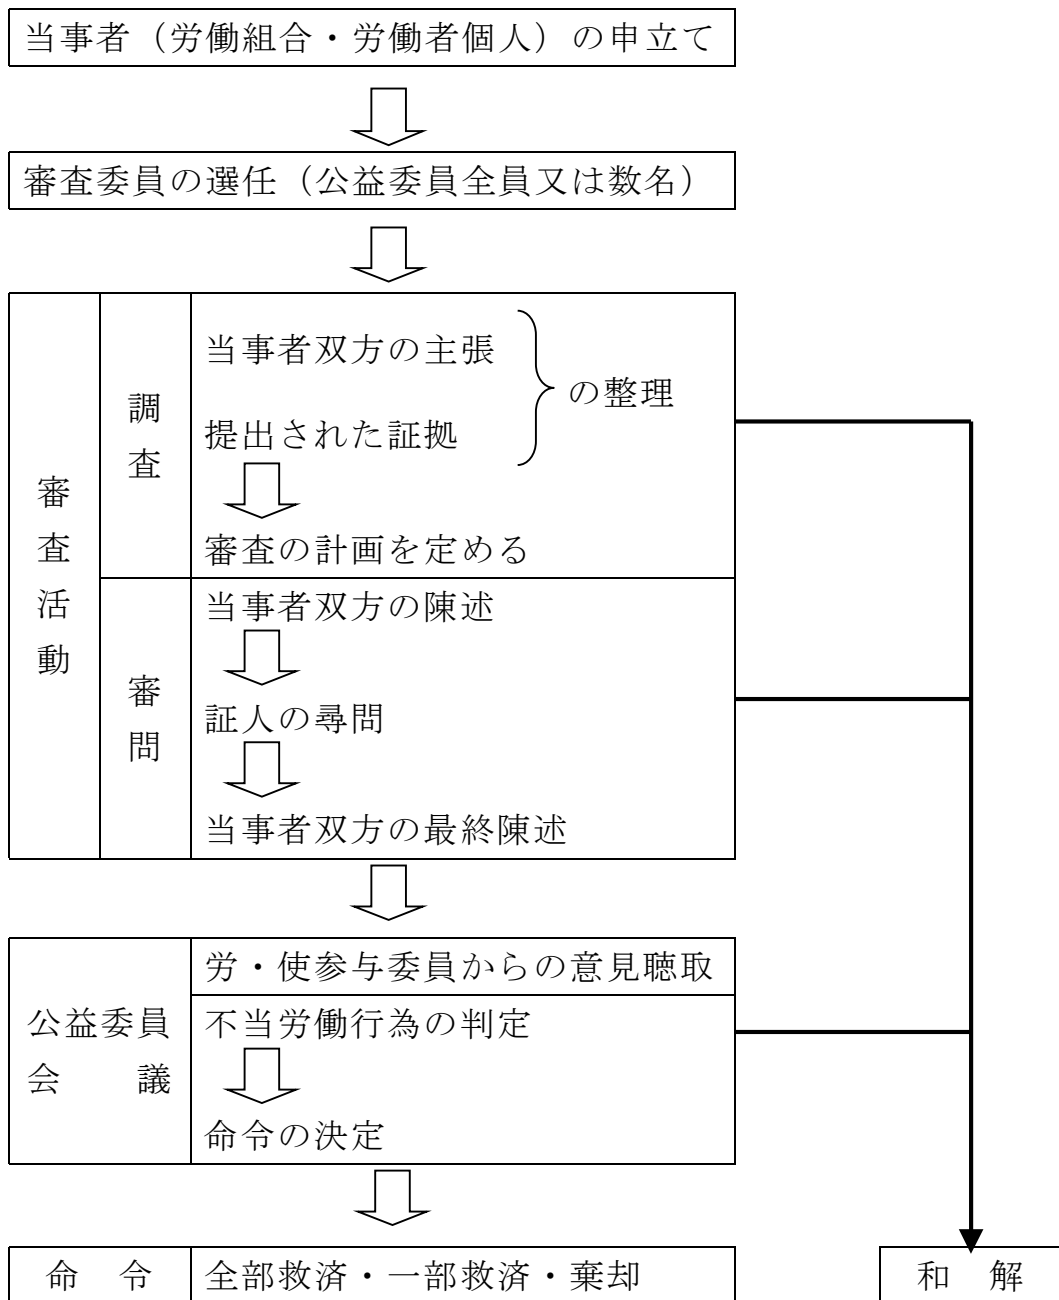 当事者（労働組合・労働者個人）の申立て
審査委員の選任（公益委員全員又は数名）
審査活動
調査
当事者双方の主張
提出された証拠
の整理
審査の計画を定める
審問
当事者双方の陳述
証人の尋問
当事者双方の最終陳述
公益委員
会　議
労・使参与委員からの意見聴取
不当労働行為の判定
命令の決定
命　令
全部救済・一部救済・棄却
和　解